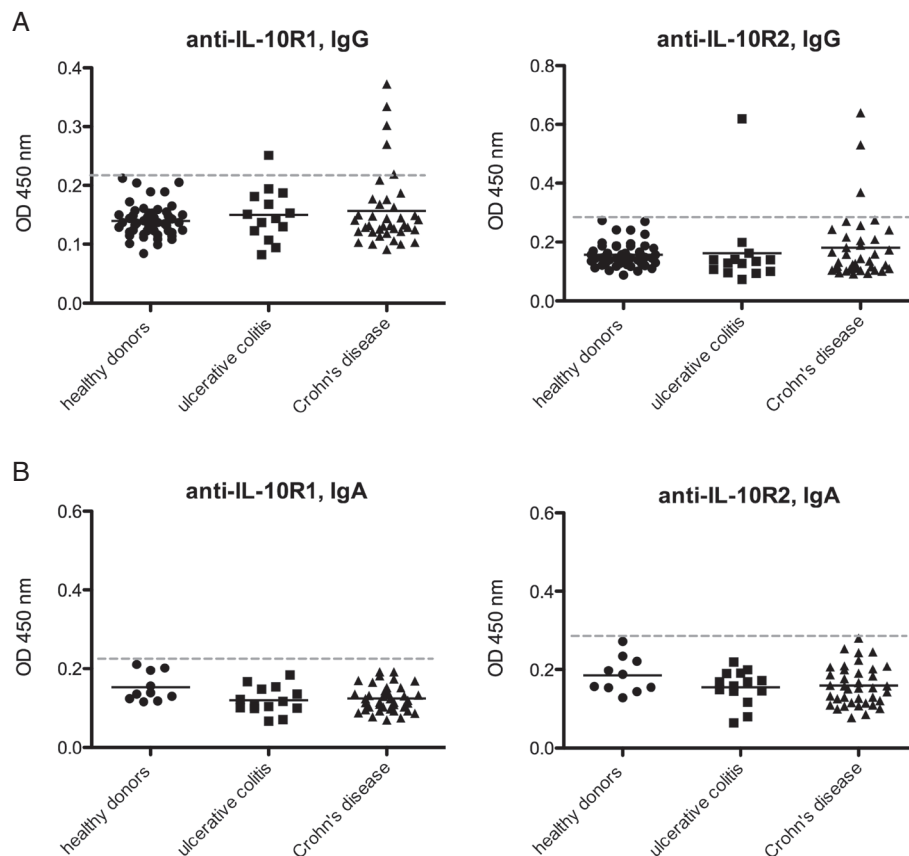 A
anti-IL-10R1, IgG
OD 450 nm
0.4
0.3
0.2
0.1
0.0
healthy donors
ulcerative colitis
Crohn's disease
anti-IL-10R2, IgG
OD 450 nm
0.8
0.6
0.4
0.2
0.0
healthy donors
ulcerative colitis
Crohn's disease
B
anti-IL-10R1, IgA
OD 450 nm
0.6
0.4
0.2
0.0
healthy donors
ulcerative colitis
Crohn's disease
anti-IL-10R2, IgA
OD 450 nm
0.6
0.4
0.2
0.0
healthy donors
ulcerative colitis
Crohn's disease